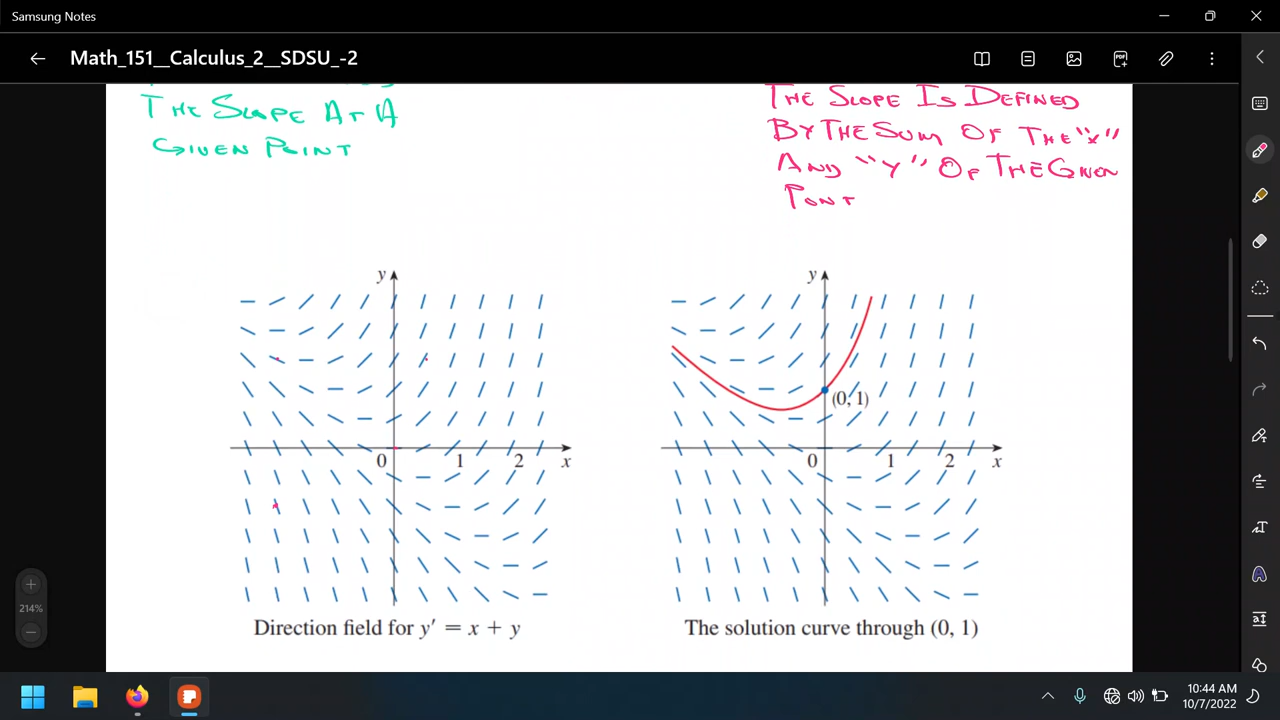 Samsung Notes
Math_151__Calculus_2__SDSU_-2
THE SLOPE AT A
GIVEN POINT
THE SLOPE IS DEFINED
BY THE SUM OF THE "X"
AND "Y" OF THE GIVEN
POINT
y
0
1
2
x
Direction field for y′ = x + y
y
(0, 1)
0
1
2
x
The solution curve through (0, 1)
214%
10:44 AM
10/7/2022